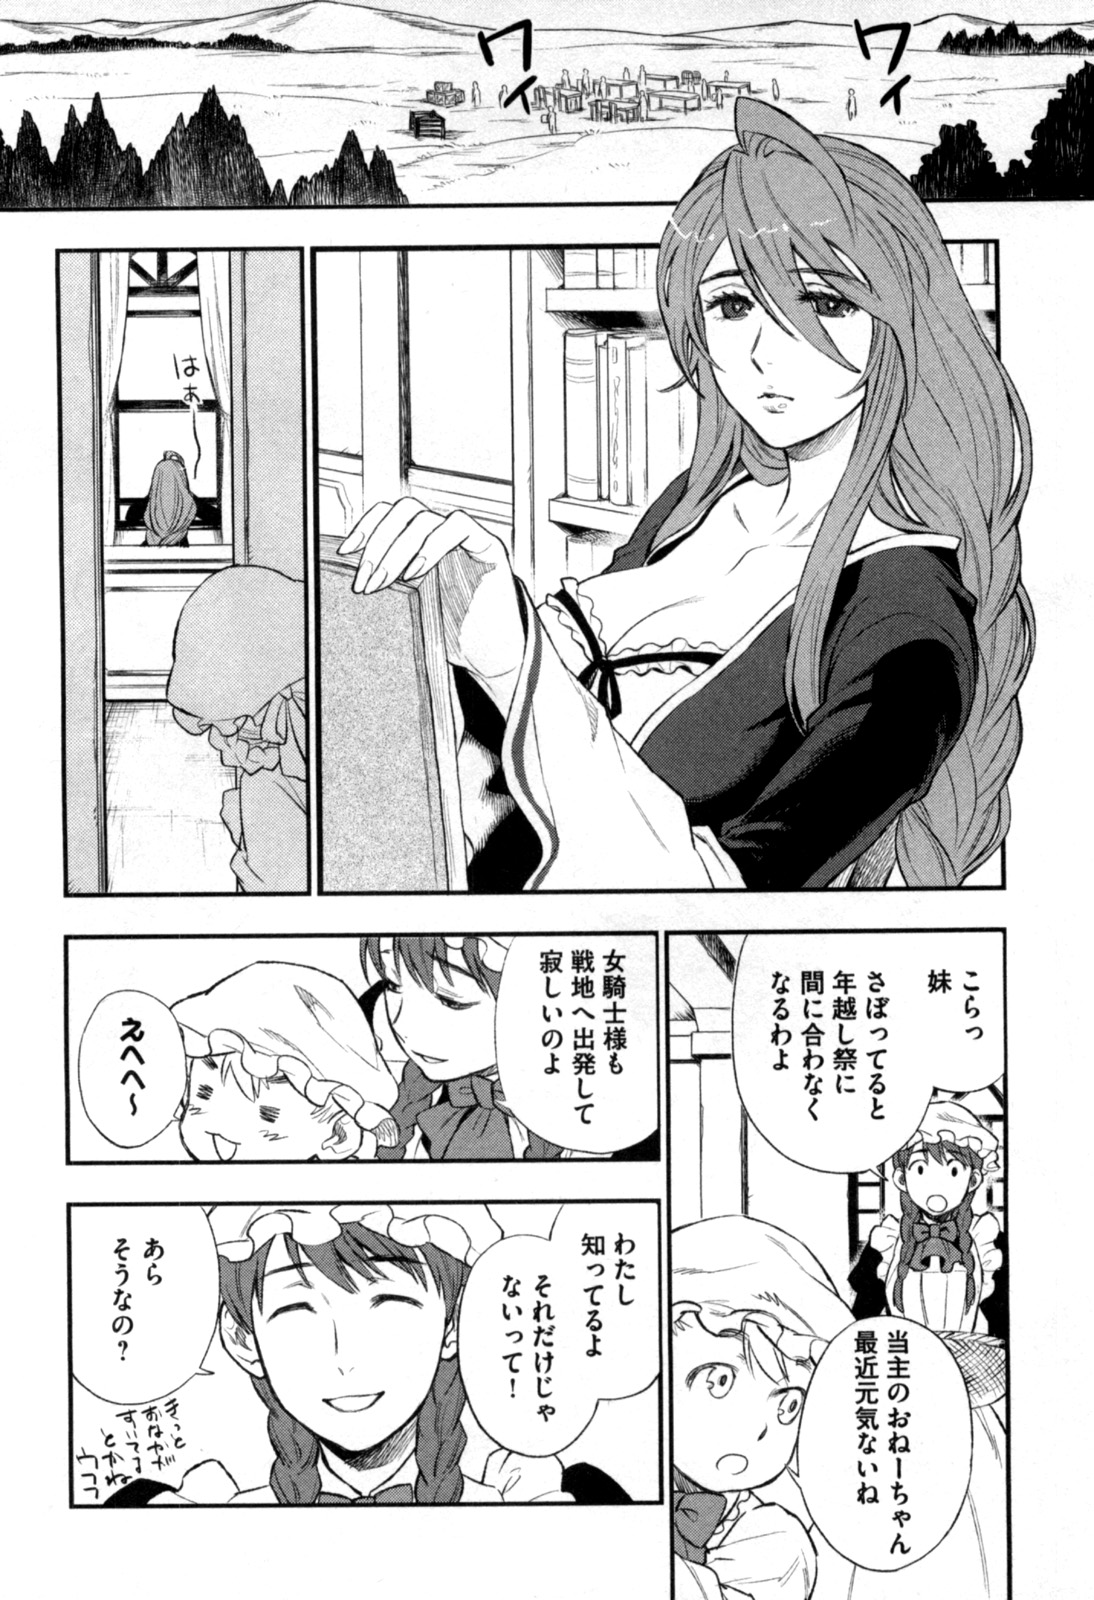 ワイ
ワイ
はぁ
こらっ
妹
さぼってると
年越し祭に
間に合わなく
なるわよ
当主のおねーちゃん
最近元気ないね
女騎士様も
戦地へ出発して
寂しいのよ
えへへ〜
わたし
知ってるよ
それだけじゃ
ないって!
あら
そうなの?
きっと
おなかが
すいてる
とかね
ウフフ